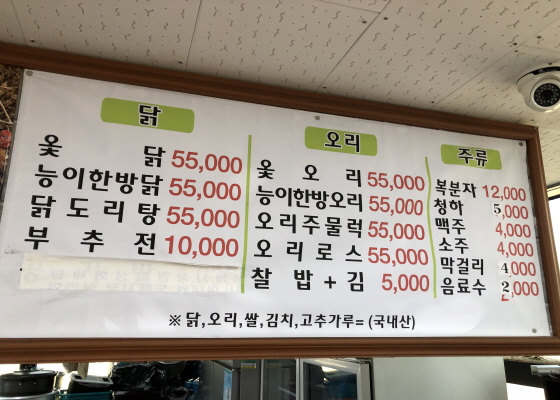 닭
옻 닭 55,000
능이한방닭 55,000
닭도리탕 55,000
부추전 10,000
오리
옻오리 55,000
능이한방오리 55,000
오리주물럭 55,000
오리로스 55,000
찰밥+김 5,000
주류
복분자 12,000
청하 5,000
맥주 4,000
소주 4,000
막걸리 4,000
음료수 2,000
※ 닭,오리,쌀,김치,고추가루= (국내산)